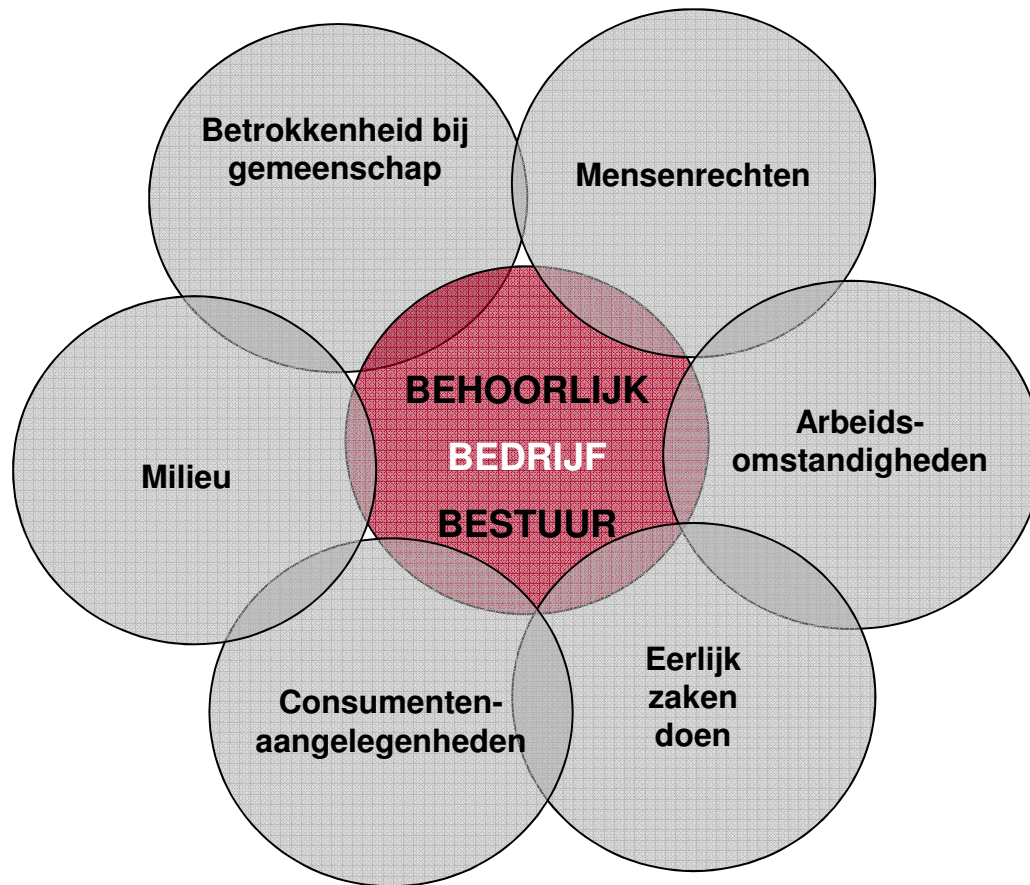 Betrokkenheid bij
gemeenschap
Mensenrechten
BEHOORLIJK
BEDRIJF
BESTUUR
Arbeids-
omstandigheden
Milieu
Eerlijk
zaken
doen
Consumenten-
aangelegenheden